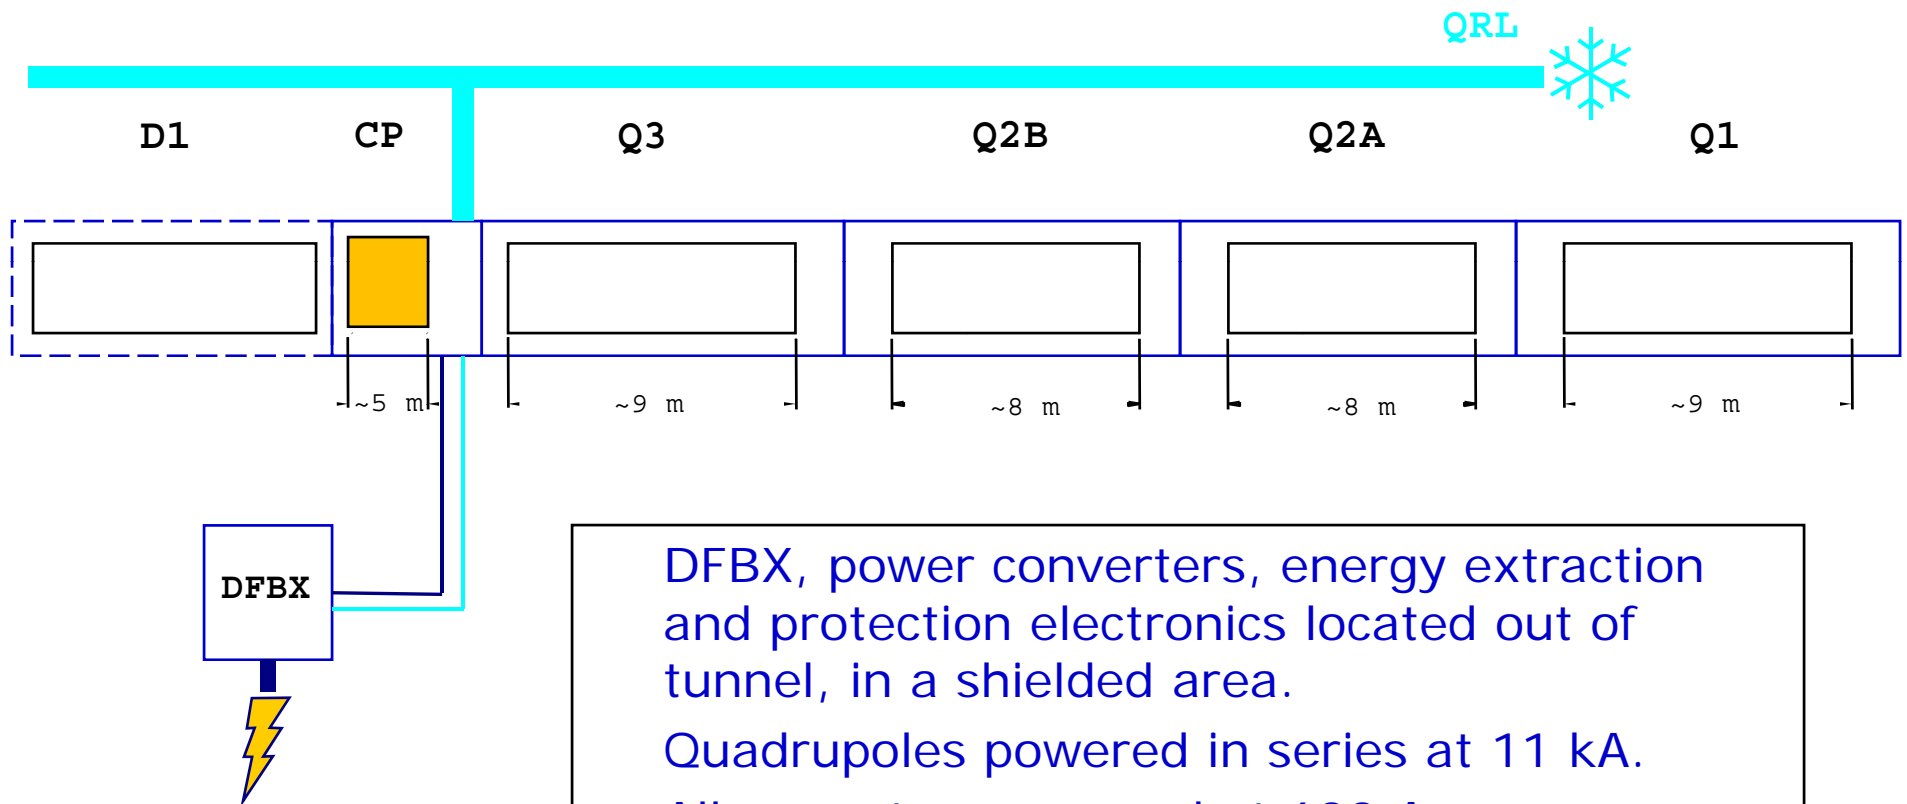 QRL
D1 CP Q3 Q2B Q2A Q1
~5 m ~9 m ~8 m ~8 m ~9 m
DFBX
DFBX, power converters, energy extraction
and protection electronics located out of
tunnel, in a shielded area.
Quadrupoles powered in series at 11 kA.